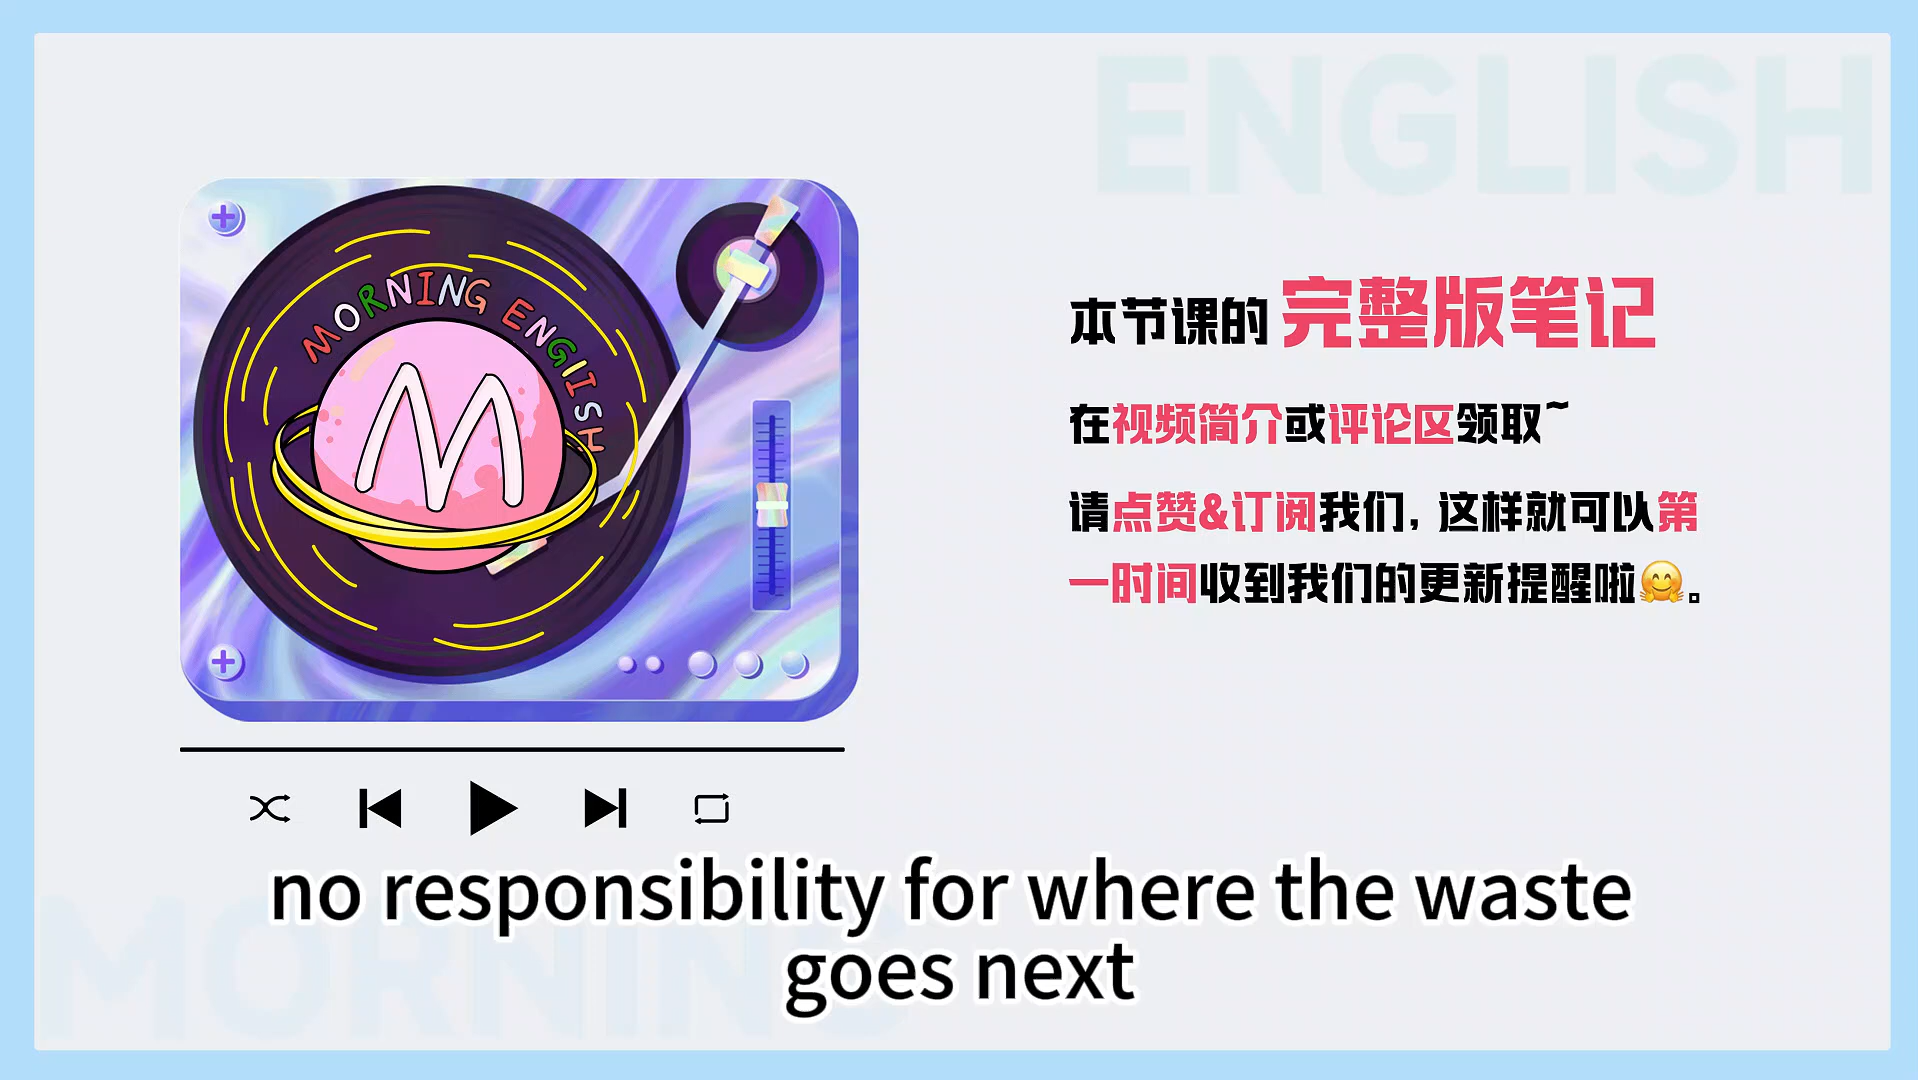 ENGLISH
MORNING ENGLISH
M
本节课的 完整版笔记
在视频简介或评论区领取~
请点赞&订阅我们，这样就可以第
一时间收到我们的更新提醒啦🤗。
MORNING
no responsibility for where the waste
goes next